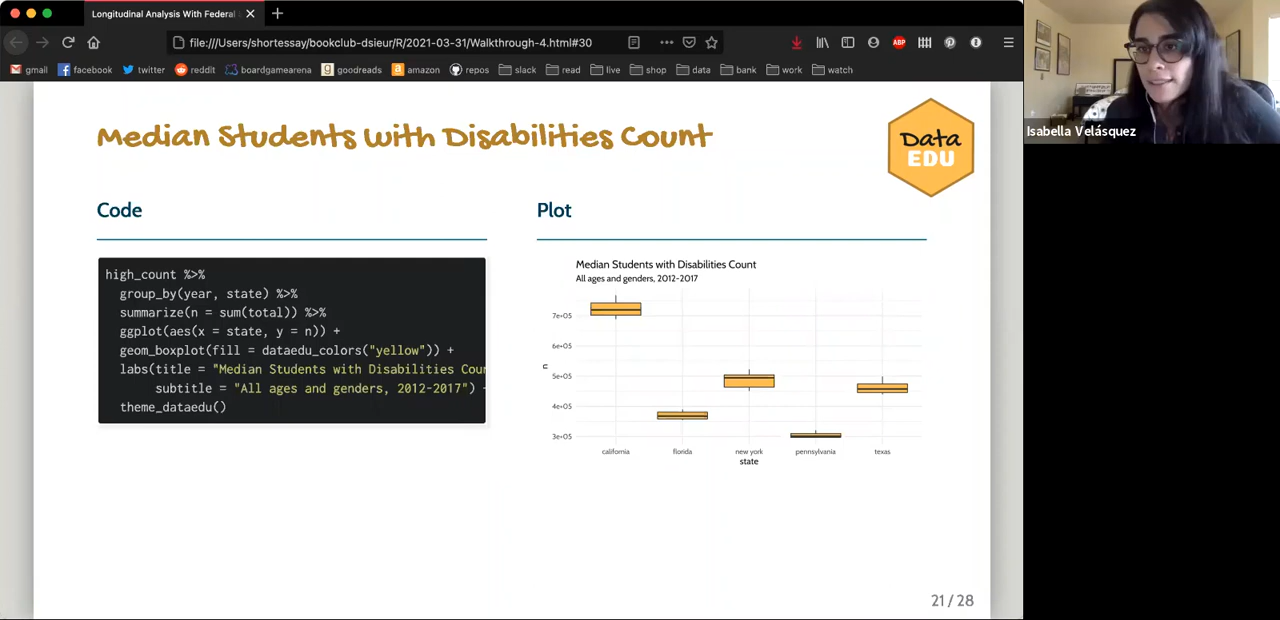 Longitudinal Analysis With Federal
file:///Users/shortessay/bookclub-dsieur/R/2021-03-31/Walkthrough-4.html#30
gmail facebook twitter reddit boardgamearena goodreads amazon repos slack read live shop data bank work watch
ABP
Isabella Velásquez
Median Students with Disabilities Count
Data
EDU
Code
high_count %>%
group_by(year, state) %>%
summarize(n = sum(total)) %>%
ggplot(aes(x = state, y = n)) +
geom_boxplot(fill = dataedu_colors("yellow")) +
labs(title = "Median Students with Disabilities Cou
subtitle = "All ages and genders, 2012-2017")
theme_dataedu()
Plot
Median Students with Disabilities Count
All ages and genders, 2012-2017
7e+05
6e+05
n
5e+05
4e+05
3e+05
california florida new york pennsylvania texas
state
21 / 28